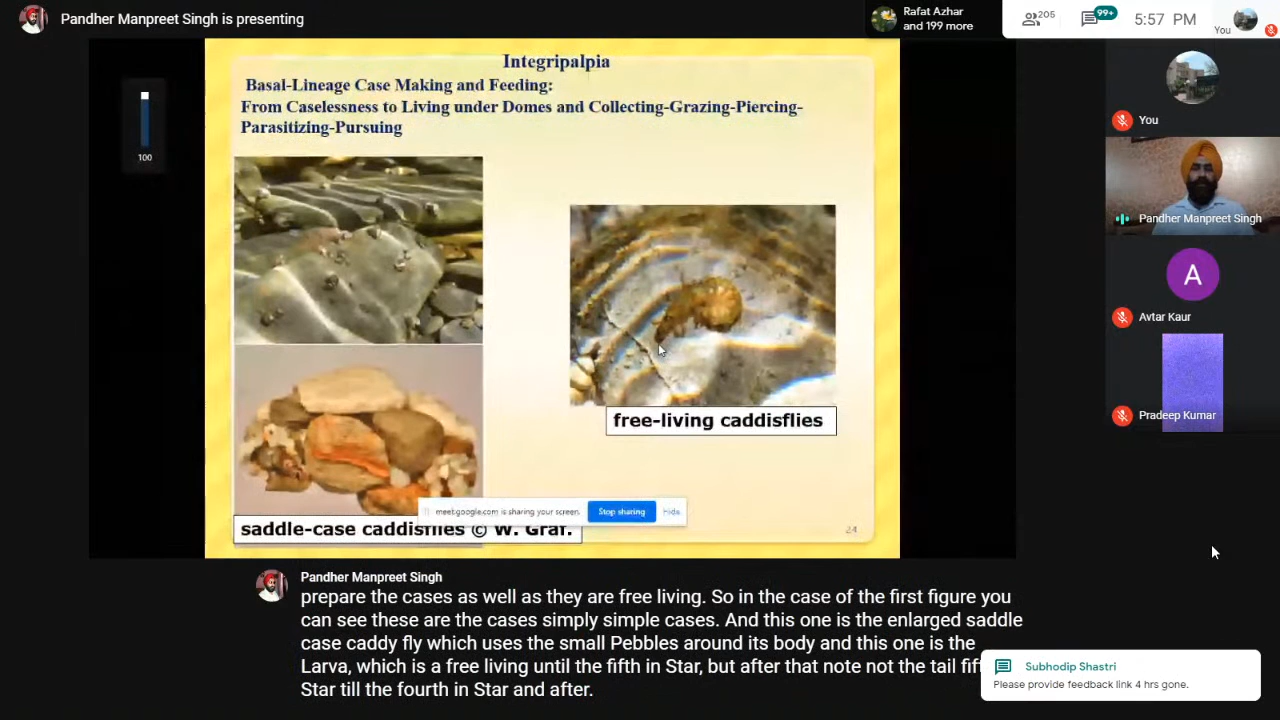 Pandher Manpreet Singh is presenting
Rafat Azhar
and 199 more
205
99+
5:57 PM
You
100
Integripalpia
Basal-Lineage Case Making and Feeding:
From Caselessness to Living under Domes and Collecting-Grazing-Piercing-
Parasitizing-Pursuing
free-living caddisflies
meet.google.com is sharing your screen.
Stop sharing
Hide
saddle-case caddisflies © W. Graf.
24
You
Pandher Manpreet Singh
A
Avtar Kaur
Pradeep Kumar
Pandher Manpreet Singh
prepare the cases as well as they are free living. So in the case of the first figure you
can see these are the cases simply simple cases. And this one is the enlarged saddle
case caddy fly which uses the small Pebbles around its body and this one is the
Larva, which is a free living until the fifth in Star, but after that note not the tail
Star till the fourth in Star and after.
Subhodip Shastri
Please provide feedback link 4 hrs gone.